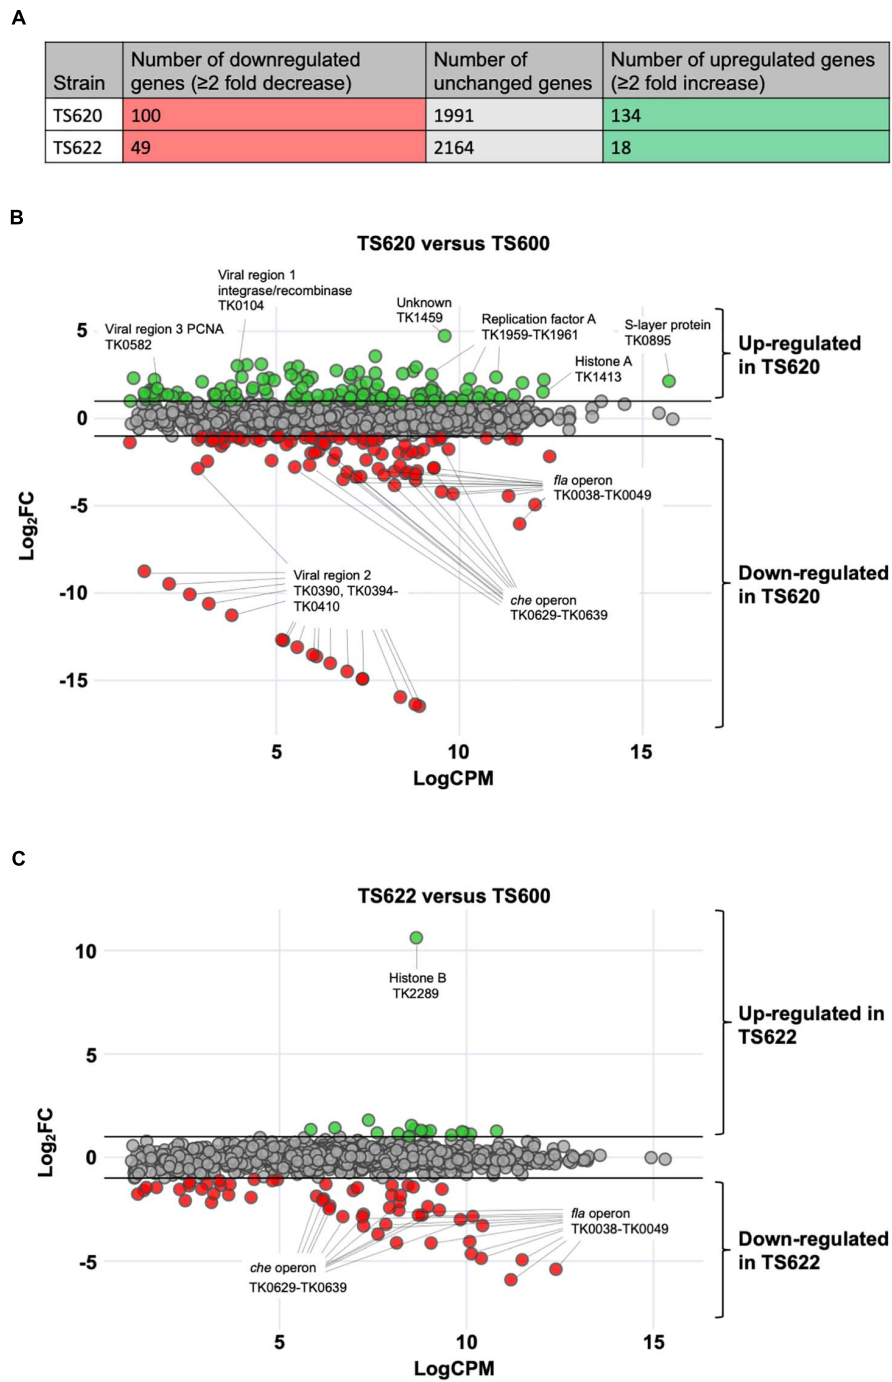 A
Strain
Number of downregulated
genes (≥2 fold decrease)
Number of
unchanged genes
Number of upregulated genes
(≥2 fold increase)
TS620 100 1991 134
TS622 49 2164 18
B
TS620 versus TS600
Viral region 1
integrase/recombinase
TK0104
Viral region 3 PCNA
TK0582
Unknown
TK1459
Replication factor A
TK1959-TK1961
Histone A
TK1413
S-layer protein
TK0895
Up-regulated
in TS620
fla operon
TK0038-TK0049
Viral region 2
TK0390, TK0394-
TK0410
che operon
TK0629-TK0639
Down-regulated
in TS620
5
0
-5
-10
-15
Log2FC
5 10 15
LogCPM
C
TS622 versus TS600
Histone B
TK2289
Up-regulated in
TS622
fla operon
TK0038-TK0049
che operon
TK0629-TK0639
Down-regulated
in TS622
10
5
0
-5
Log2FC
5 10 15
LogCPM